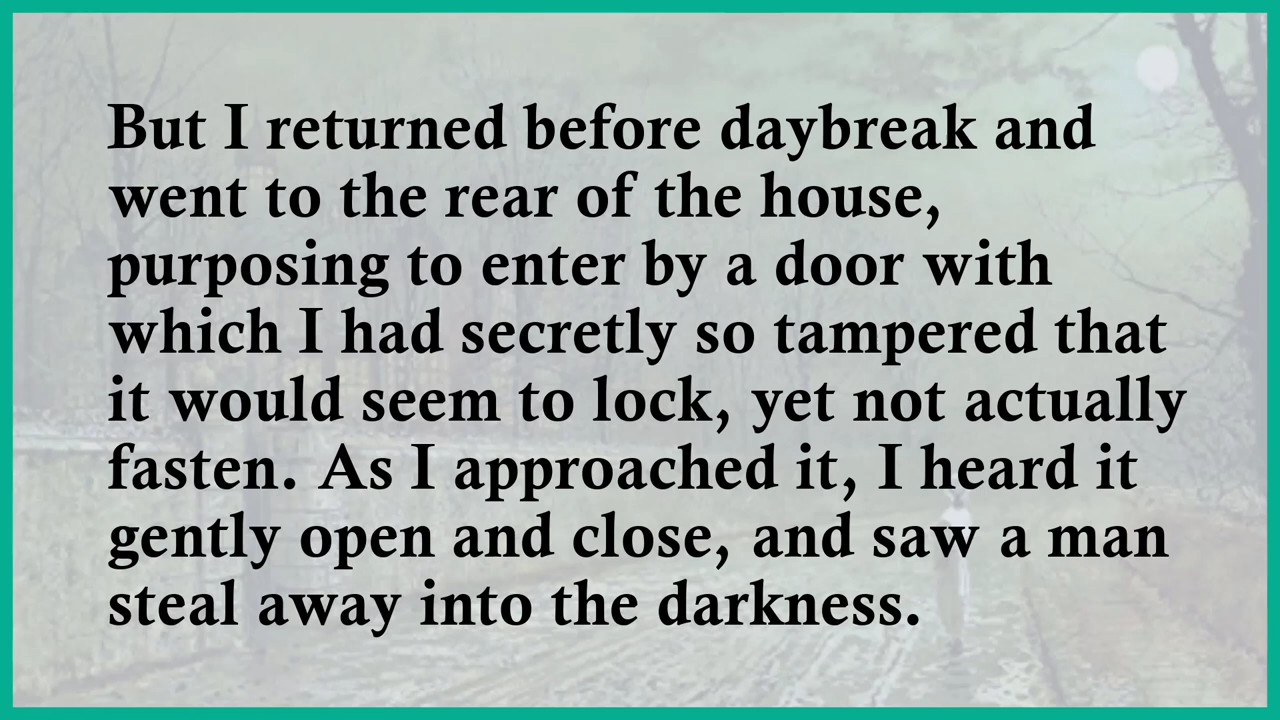 But I returned before daybreak and
went to the rear of the house,
purposing to enter by a door with
which I had secretly so tampered that
it would seem to lock, yet not actually
fasten. As I approached it, I heard it
gently open and close, and saw a man
steal away into the darkness.